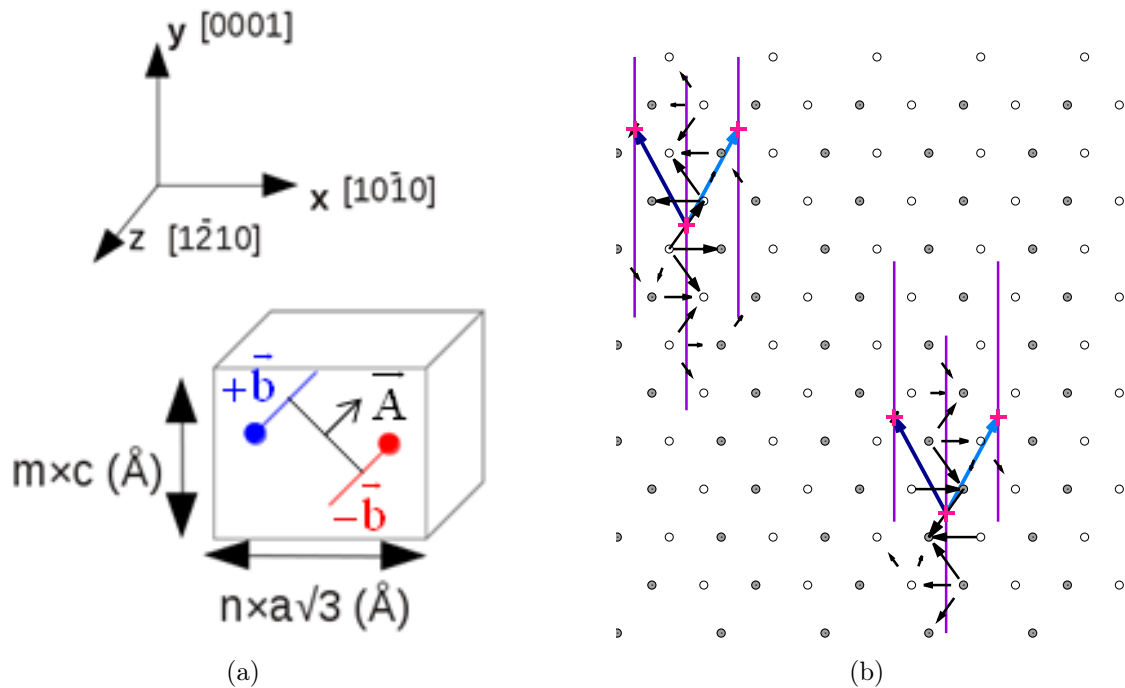 y [0001]
x [101̄0]
z [12̄10]
+b⃗
A⃗
−b⃗
m×c (Å)
n×a√3 (Å)
(a)
(b)